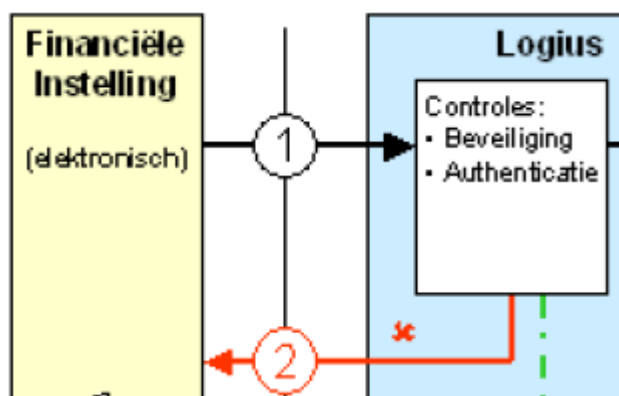 Financiële
Instelling
(elektronisch)
1
Logius
Controles:
• Beveiliging
• Authenticatie
2